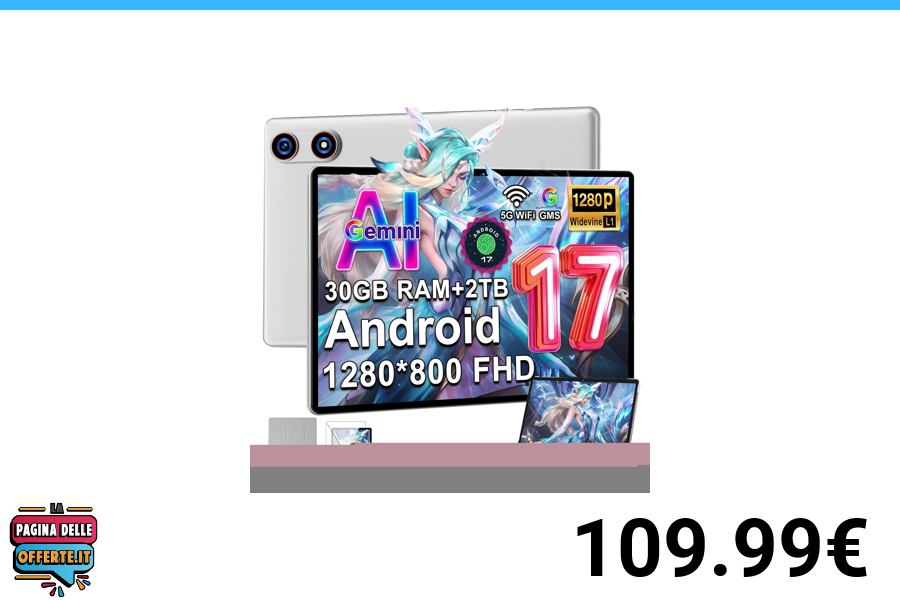 AI
Gemini
5G WiFi GMS
1280p
Widevine L1
ANDROID
17
17
30GB RAM+2TB
Android
1280*800 FHD
LA
PAGINA DELLE
OFFERTE.IT
109.99€